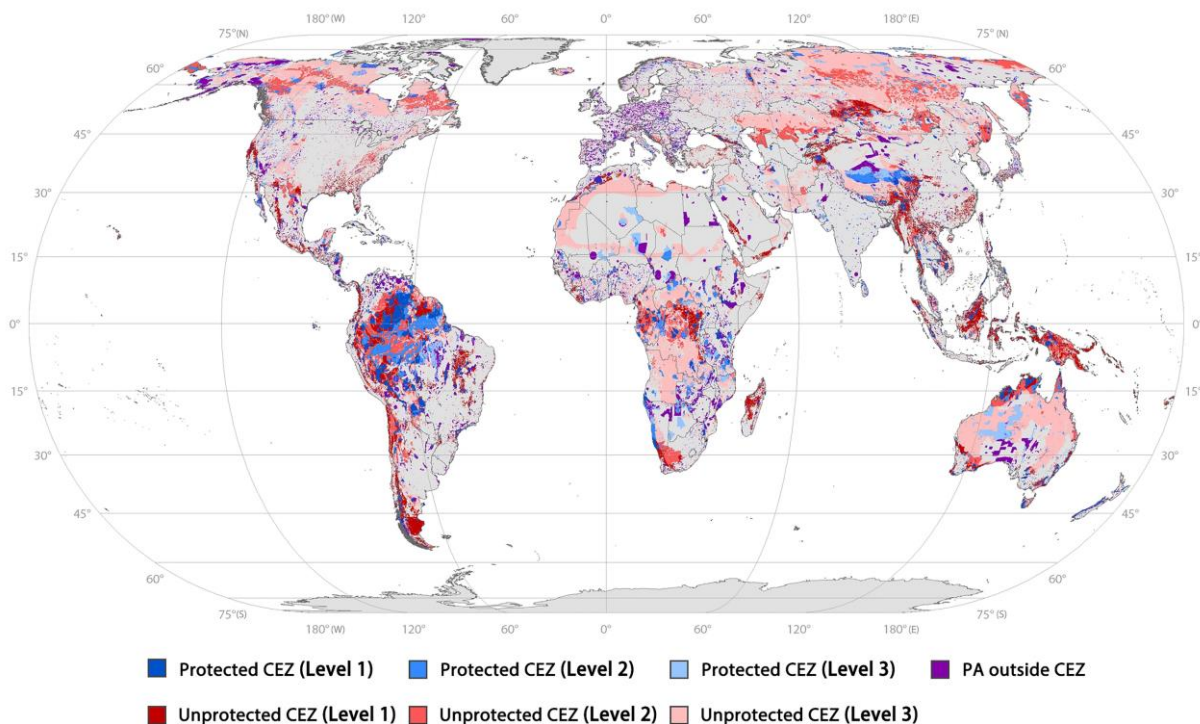 180° (W) 120° 60° 0° 60° 120° 180° (E)
75° (N) 75° (N)
60° 60°
45° 45°
30° 30°
15° 15°
0° 0°
15° 15°
30° 30°
45° 45°
60° 60°
75° (S) 75° (S)
180° (W) 120° 60° 0° 60° 120° 180° (E)
Protected CEZ (Level 1) Protected CEZ (Level 2) Protected CEZ (Level 3) PA outside CEZ
Unprotected CEZ (Level 1) Unprotected CEZ (Level 2) Unprotected CEZ (Level 3)